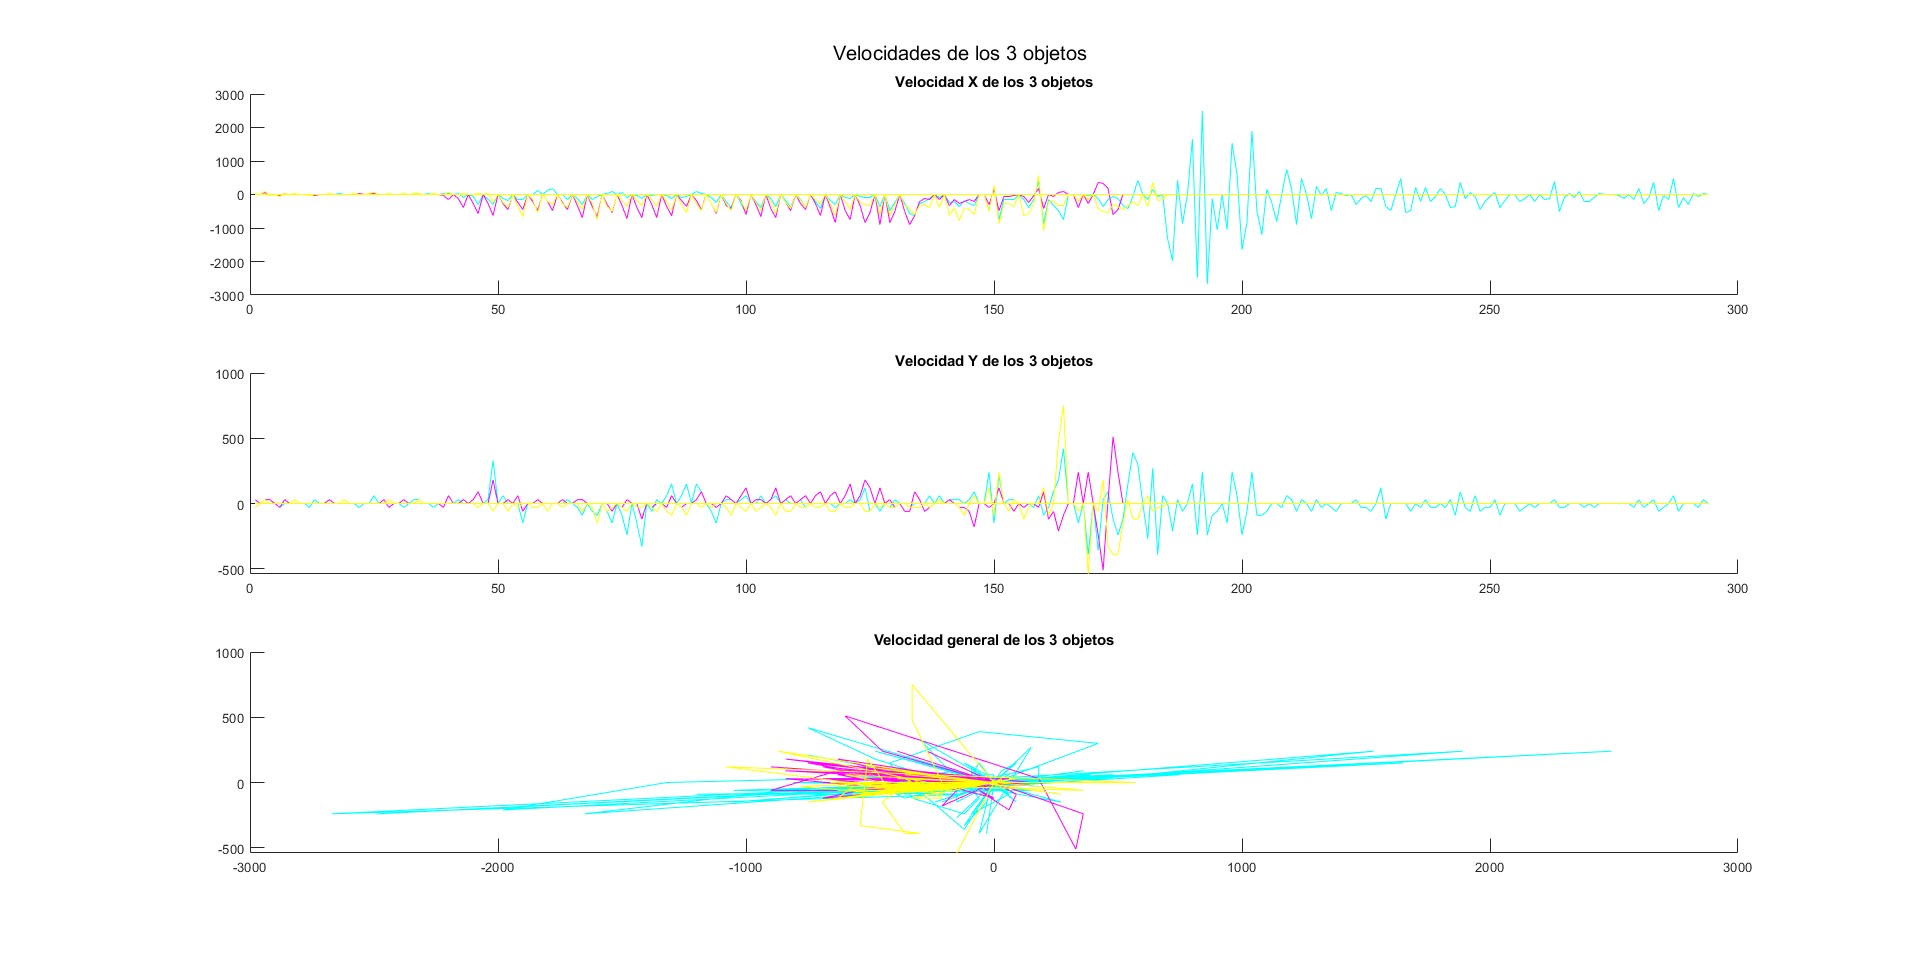 Velocidades de los 3 objetos
Velocidad X de los 3 objetos
3000
2000
1000
0
-1000
-2000
-3000
0 50 100 150 200 250 300
Velocidad Y de los 3 objetos
1000
500
0
-500
0 50 100 150 200 250 300
Velocidad general de los 3 objetos
1000
500
0
-500
-3000 -2000 -1000 0 1000 2000 3000